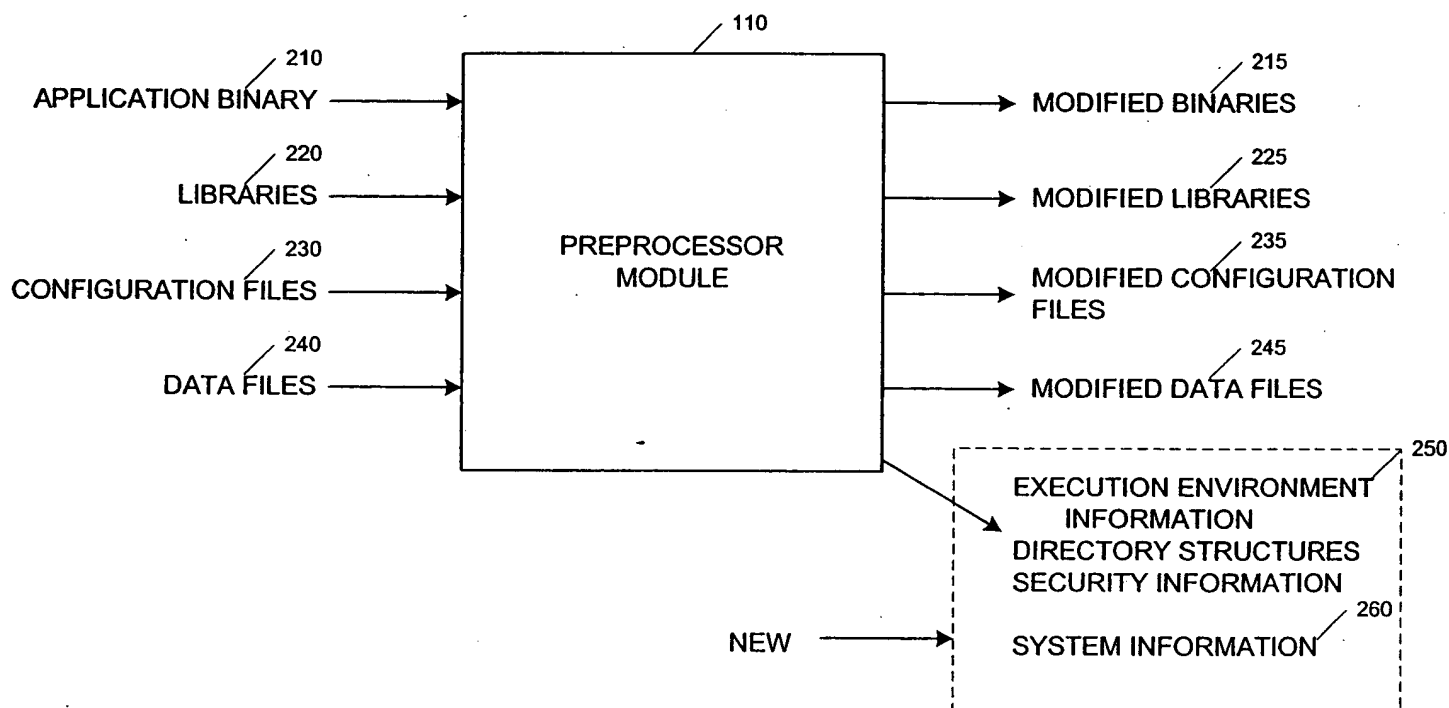 110
210
APPLICATION BINARY
220
LIBRARIES
230
CONFIGURATION FILES
240
DATA FILES
PREPROCESSOR
MODULE
215
MODIFIED BINARIES
225
MODIFIED LIBRARIES
235
MODIFIED CONFIGURATION
FILES
245
MODIFIED DATA FILES
250
EXECUTION ENVIRONMENT
INFORMATION
DIRECTORY STRUCTURES
SECURITY INFORMATION
260
NEW
SYSTEM INFORMATION